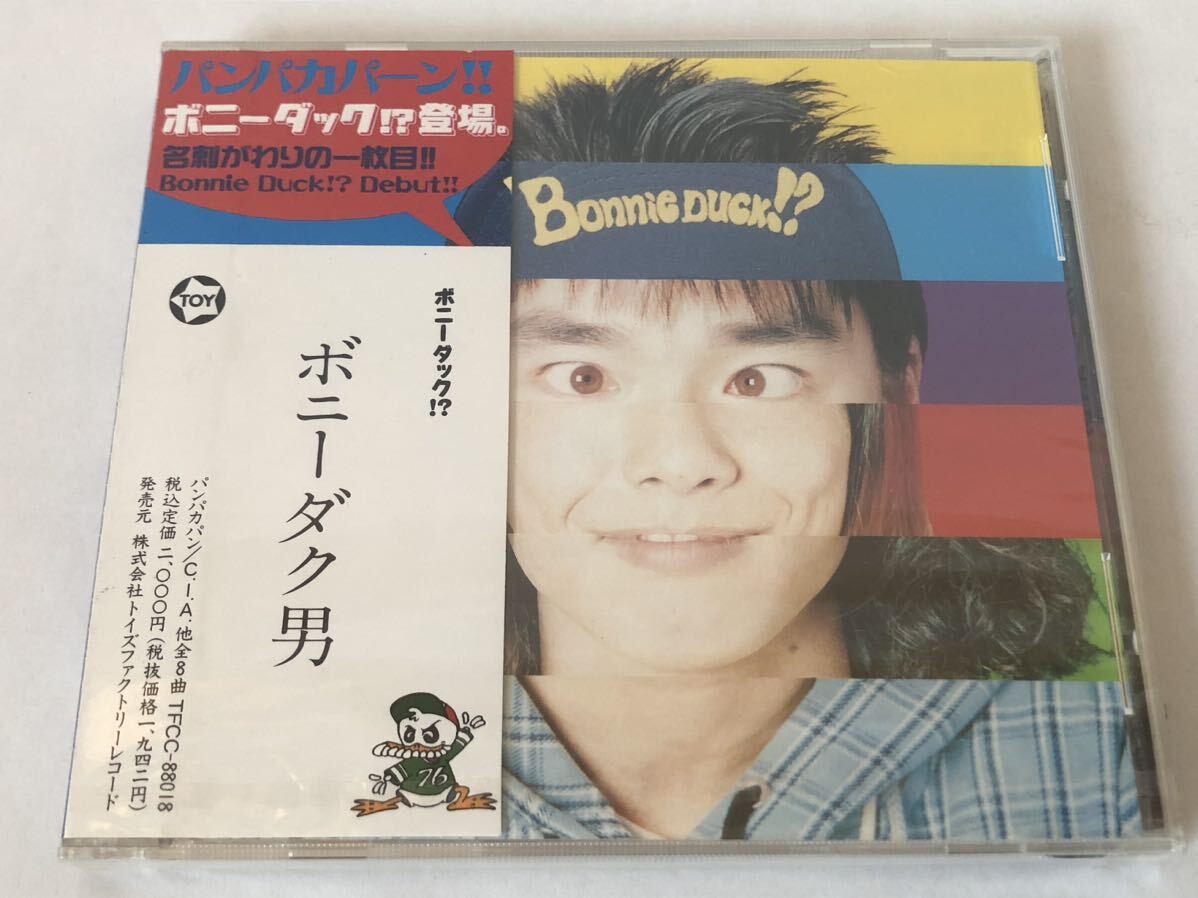 パンパカパーン!!
ボニーダック!?登場。
名刺がわりの一枚目!!
Bonnie Duck!? Debut!!
Bonnie Duck!?
TOY
ボニーダック!?
ボニーダク男
パンパカパン/C.I.A.他全8曲 TFCC-88018
税込定価 二、〇〇〇円(税抜価格一、九四二円)
発売元 株式会社トイズファクトリーレコード
76